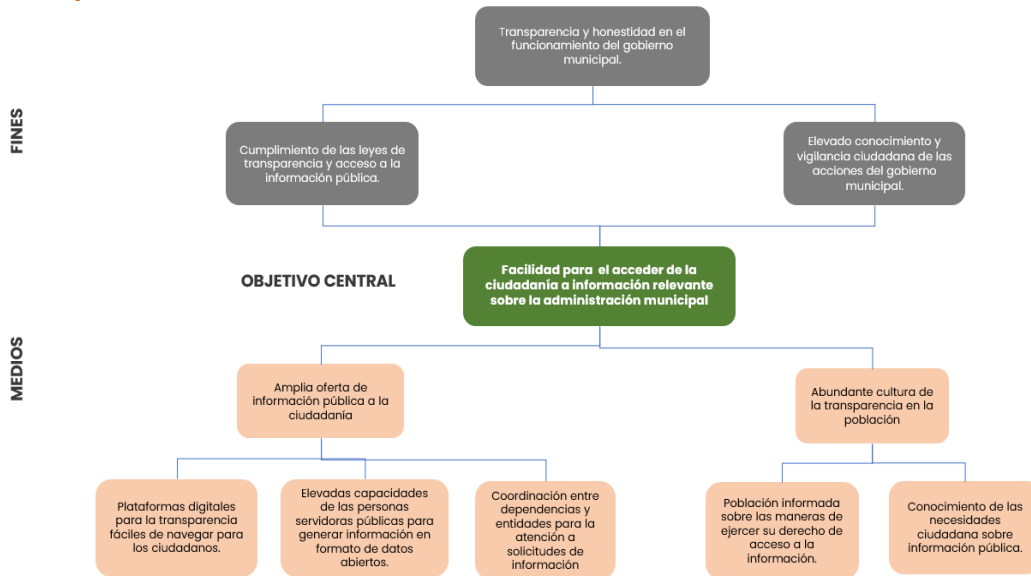 Transparencia y honestidad en el
funcionamiento del gobierno
municipal.
FINES
Cumplimiento de las leyes de
transparencia y acceso a la
información pública.
Elevado conocimiento y
vigilancia ciudadana de las
acciones del gobierno
municipal.
OBJETIVO CENTRAL
Facilidad para el acceder de la
ciudadanía a información relevante
sobre la administración municipal
MEDIOS
Amplia oferta de
información pública a la
ciudadanía
Abundante cultura de
la transparencia en la
población
Plataformas digitales
para la transparencia
fáciles de navegar para
los ciudadanos.
Elevadas capacidades
de las personas
servidoras públicas para
generar información en
formato de datos
abiertos.
Coordinación entre
dependencias y
entidades para la
atención a
solicitudes de
información
Población informada
sobre las maneras de
ejercer su derecho de
acceso a la
información.
Conocimiento de las
necesidades
ciudadana sobre
información pública.